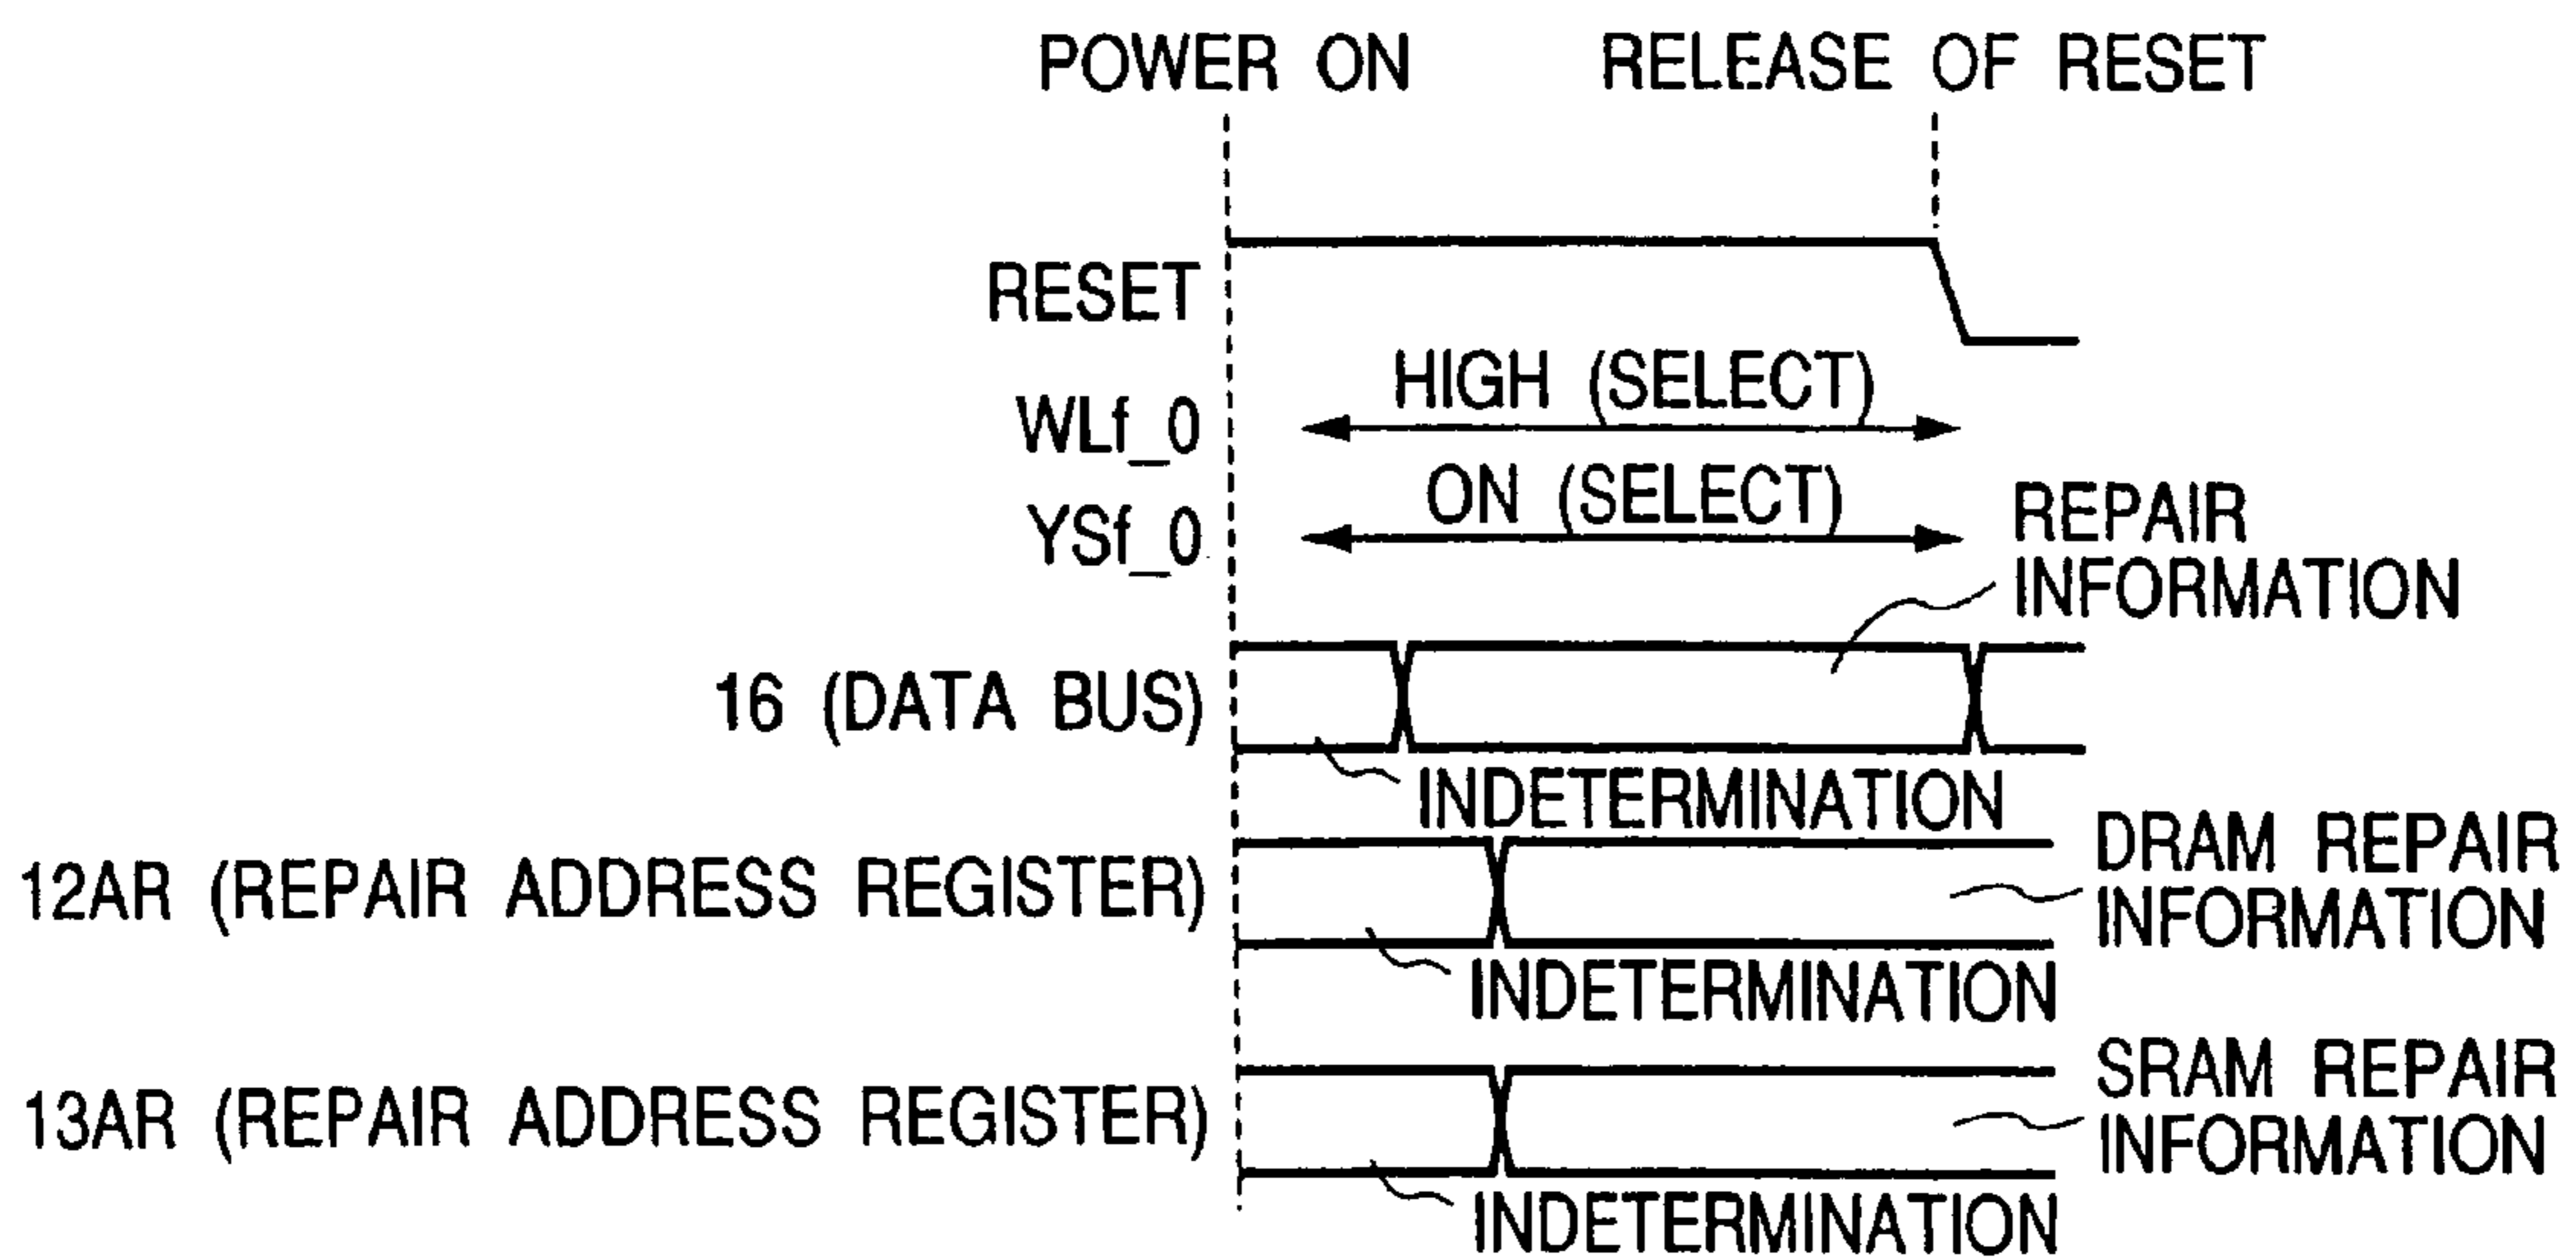 POWER ON
RELEASE OF RESET
RESET
WLf_0
HIGH (SELECT)
YSf_0
ON (SELECT)
REPAIR
INFORMATION
16 (DATA BUS)
INDETERMINATION
12AR (REPAIR ADDRESS REGISTER)
DRAM REPAIR
INFORMATION
INDETERMINATION
13AR (REPAIR ADDRESS REGISTER)
SRAM REPAIR
INFORMATION
INDETERMINATION